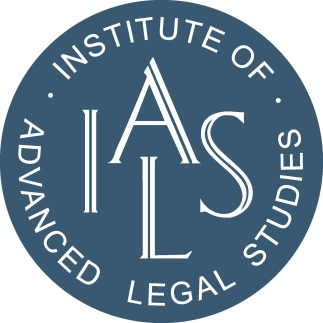 · INSTITUTE OF ·
ADVANCED LEGAL STUDIES
IALS